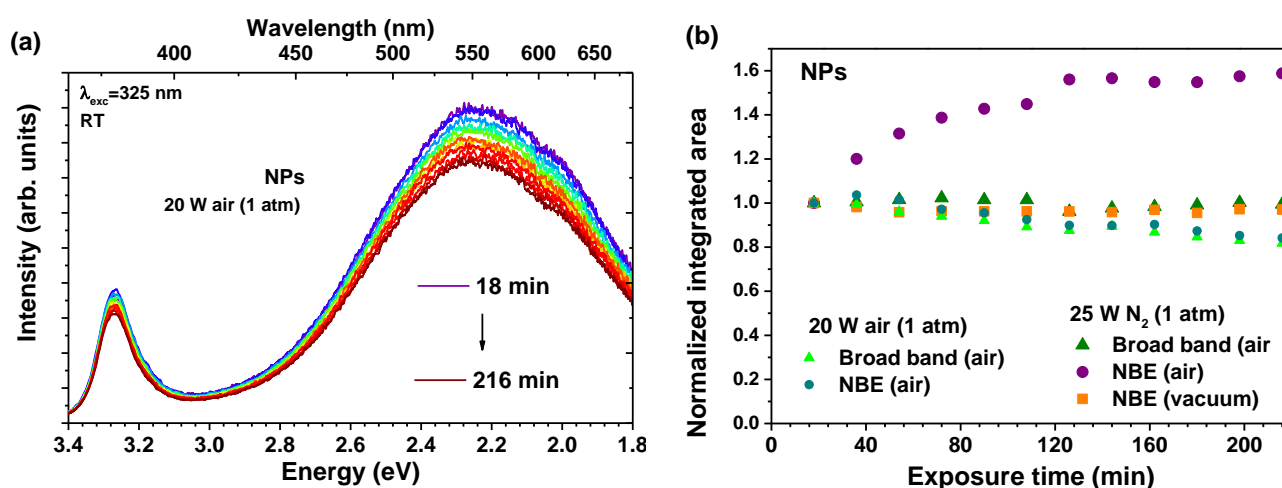 (a)
Wavelength (nm)
400 450 500 550 600 650
λexc=325 nm
RT
NPs
20 W air (1 atm)
18 min
216 min
Intensity (arb. units)
3.4 3.2 3.0 2.8 2.6 2.4 2.2 2.0 1.8
Energy (eV)
(b)
NPs
1.6
1.4
1.2
1.0
0.8
0.6
0.4
0.2
0.0
Normalized integrated area
20 W air (1 atm)
Broad band (air)
NBE (air)
25 W N2 (1 atm)
Broad band (air
NBE (air)
NBE (vacuum)
0 40 80 120 160 200
Exposure time (min)